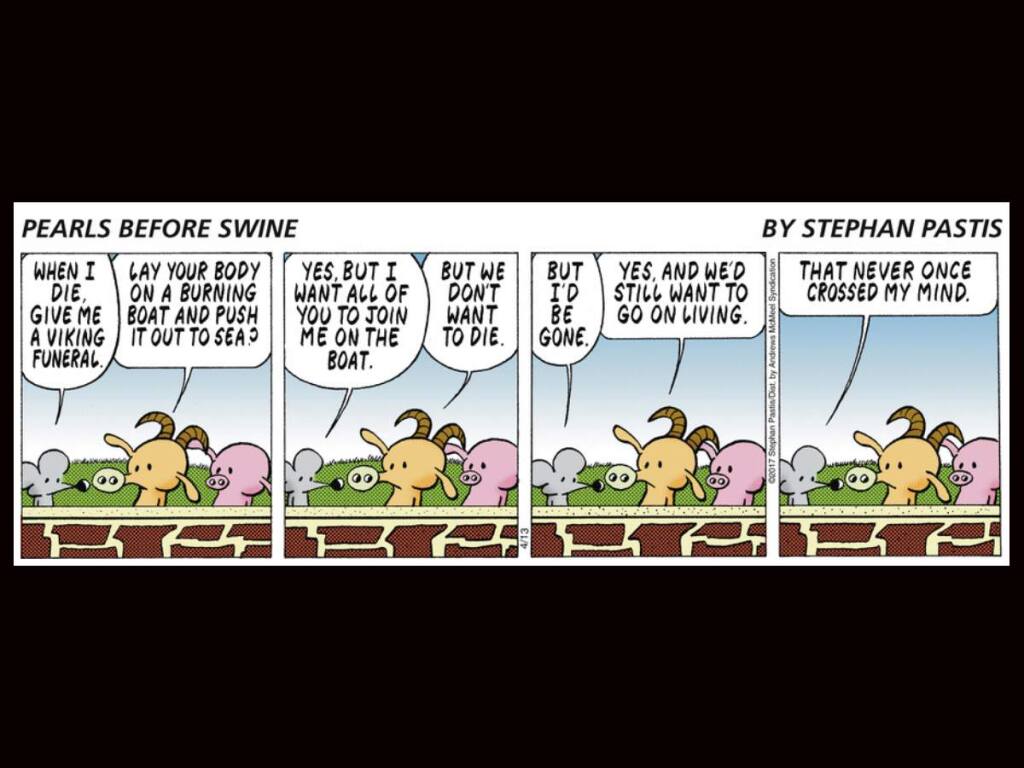 PEARLS BEFORE SWINE
BY STEPHAN PASTIS
WHEN I
DIE,
GIVE ME
A VIKING
FUNERAL.
LAY YOUR BODY
ON A BURNING
BOAT AND PUSH
IT OUT TO SEA?
YES, BUT I
WANT ALL OF
YOU TO JOIN
ME ON THE
BOAT.
BUT WE
DON'T
WANT
TO DIE.
4/13
BUT
I'D
BE
GONE.
YES, AND WE'D
STILL WANT TO
GO ON LIVING.
©2017 Stephan Pastis/Dist. by Andrews McMeel Syndication
THAT NEVER ONCE
CROSSED MY MIND.